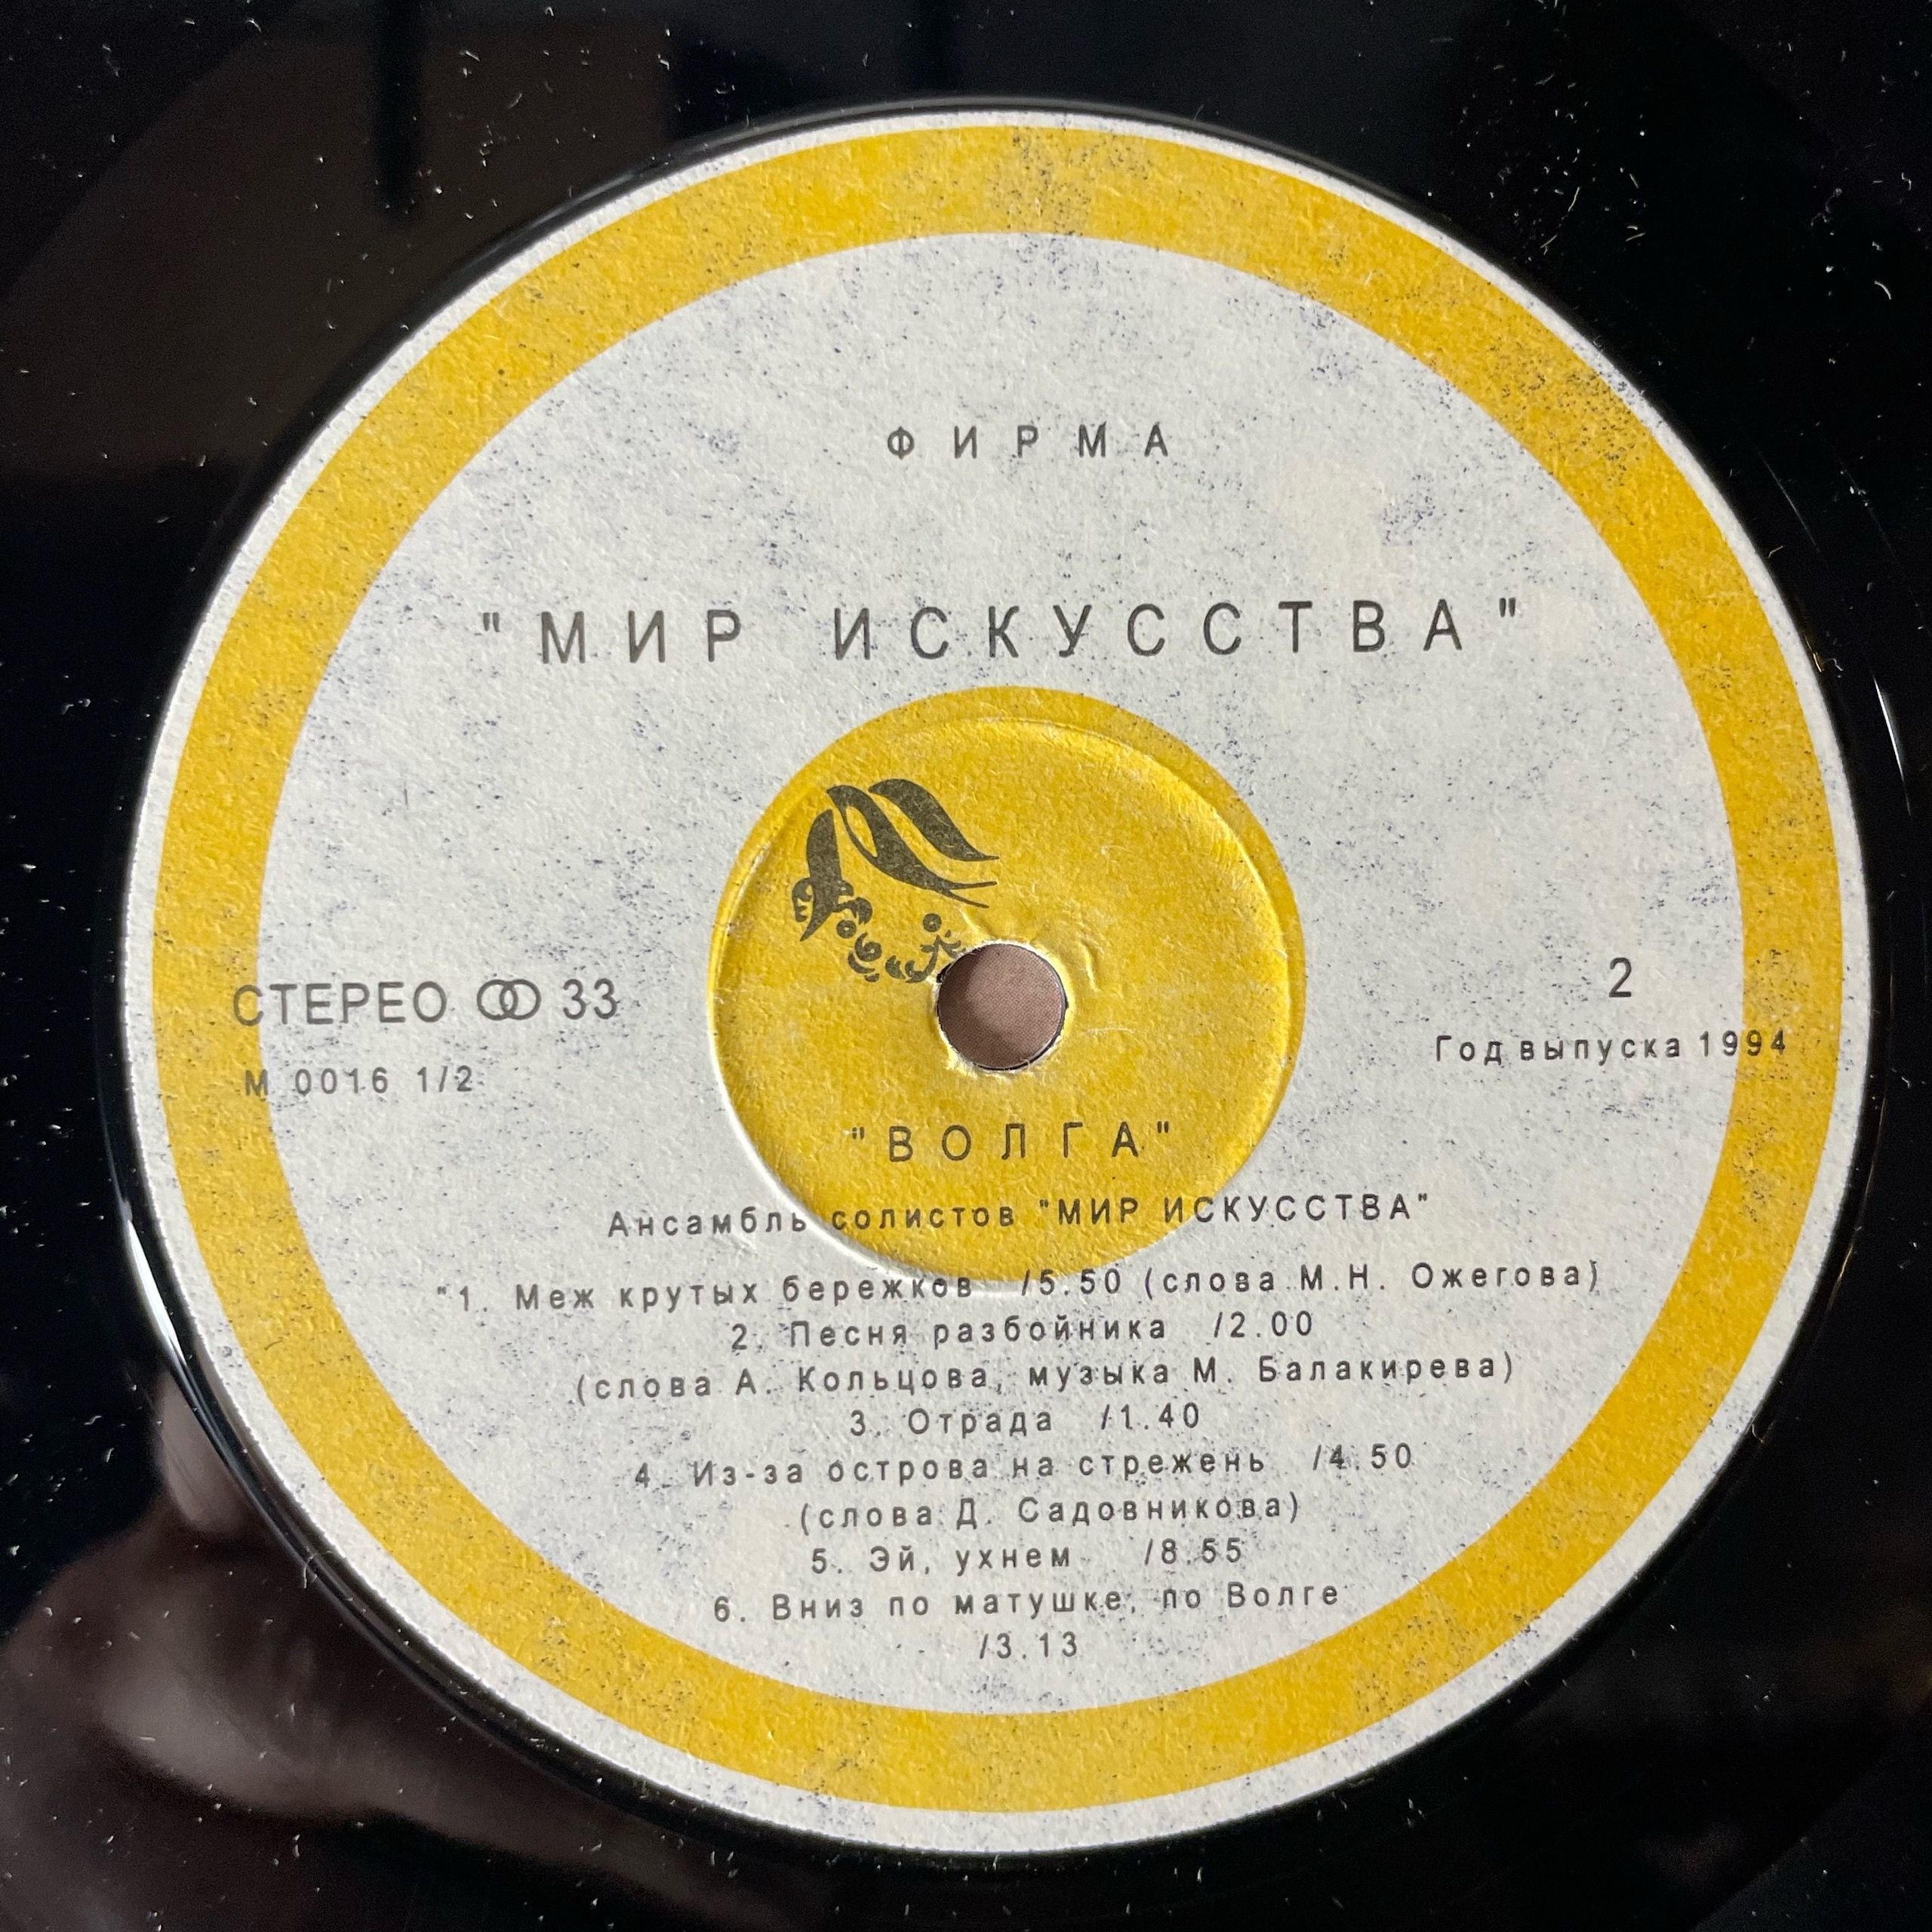 ФИРМА
"МИР ИСКУССТВА"
СТЕРЕО 33
М 0016 1/2
2
Год выпуска 1994
"ВОЛГА"
Ансамбль солистов "МИР ИСКУССТВА"
"1. Меж крутых бережков /5.50 (слова М.Н. Ожегова)
2. Песня разбойника /2.00
(слова А. Кольцова, музыка М. Балакирева)
3. Отрада /1.40
4. Из-за острова на стрежень /4.50
(слова Д. Садовникова)
5. Эй, ухнем /8.55
6. Вниз по матушке, по Волге
/3.13